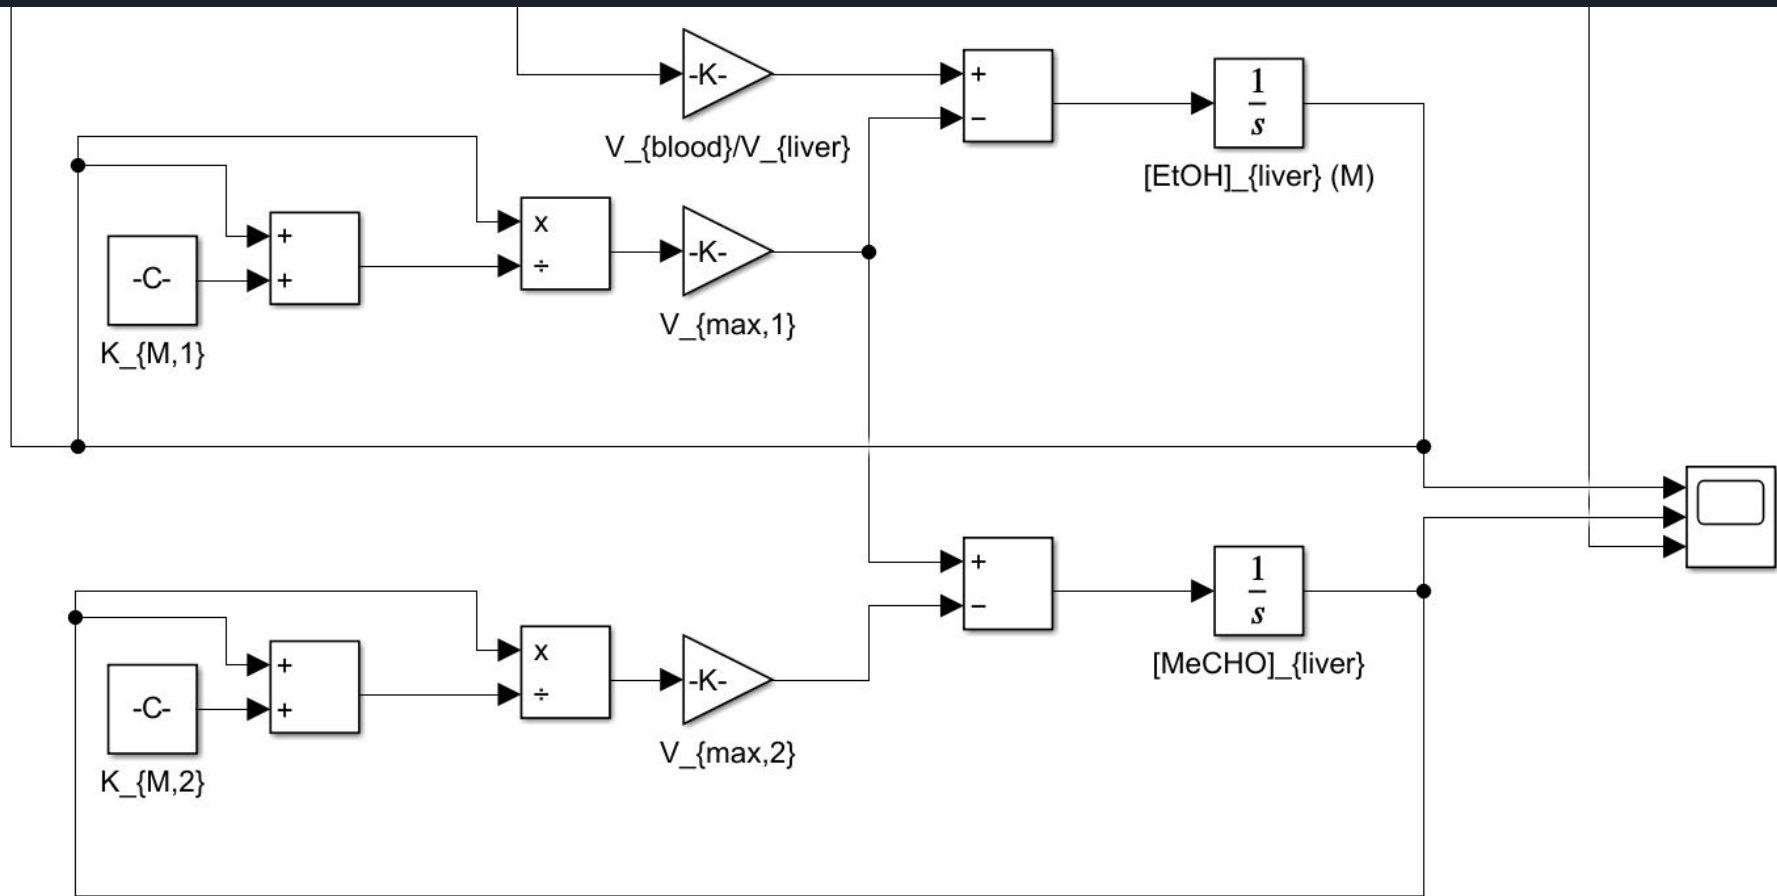 -K-
+
−
1
s
V_{blood}/V_{liver}
[EtOH]_{liver} (M)
x
÷
+
+
-C-
-K-
V_{max,1}
K_{M,1}
+
−
1
s
[MeCHO]_{liver}
x
÷
+
+
-C-
-K-
V_{max,2}
K_{M,2}